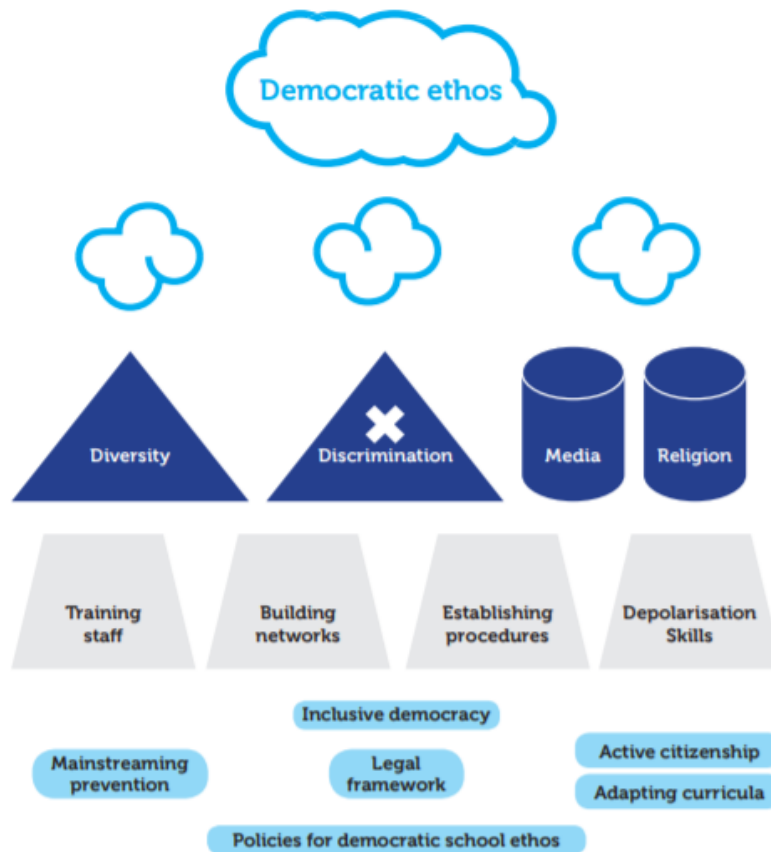 Democratic ethos
Diversity
Discrimination
Media
Religion
Training
staff
Building
networks
Establishing
procedures
Depolarisation
Skills
Inclusive democracy
Mainstreaming
prevention
Legal
framework
Active citizenship
Adapting curricula
Policies for democratic school ethos